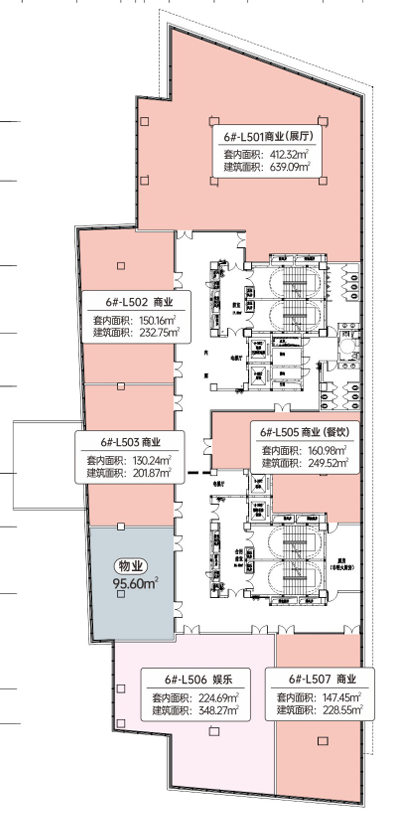 6#-L501商业(展厅)
套内面积： 412.32㎡
建筑面积： 639.09㎡
6#-L502 商业
套内面积： 150.16㎡
建筑面积： 232.75㎡
6#-L503 商业
套内面积： 130.24㎡
建筑面积： 201.87㎡
6#-L505 商业(餐饮)
套内面积： 160.98㎡
建筑面积： 249.52㎡
物业
95.60㎡
6#-L506 娱乐
套内面积： 224.69㎡
建筑面积： 348.27㎡
6#-L507 商业
套内面积： 147.45㎡
建筑面积： 228.55㎡